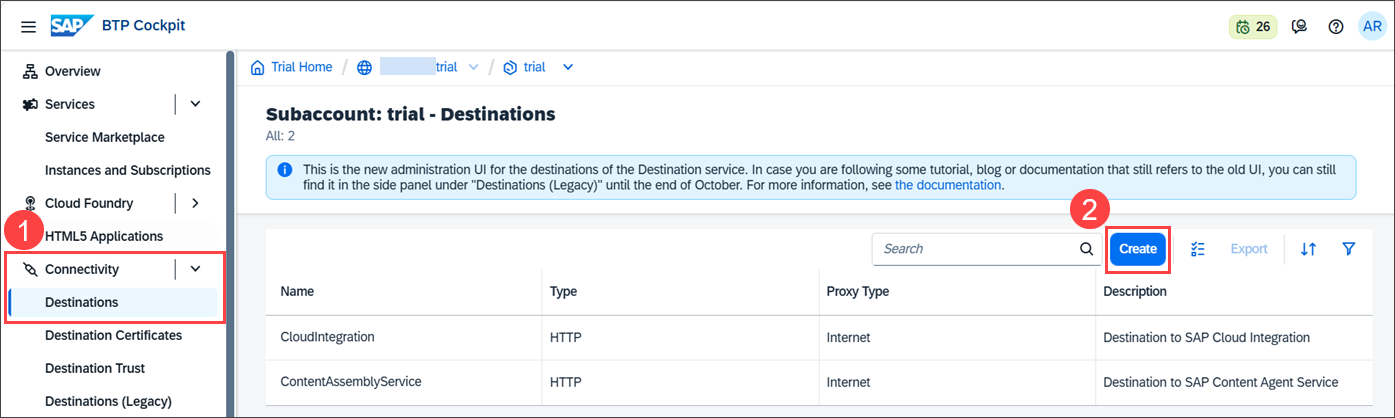 SAP BTP Cockpit 26 AR
Overview
Services
Service Marketplace
Instances and Subscriptions
Cloud Foundry
1
HTML5 Applications
Connectivity
Destinations
Destination Certificates
Destination Trust
Destinations (Legacy)
Trial Home / trial / trial
Subaccount: trial - Destinations
All: 2
This is the new administration UI for the destinations of the Destination service. In case you are following some tutorial, blog or documentation that still refers to the old UI, you can still
find it in the side panel under "Destinations (Legacy)" until the end of October. For more information, see the documentation.
2
Search Create Export
Name Type Proxy Type Description
CloudIntegration HTTP Internet Destination to SAP Cloud Integration
ContentAssemblyService HTTP Internet Destination to SAP Content Agent Service